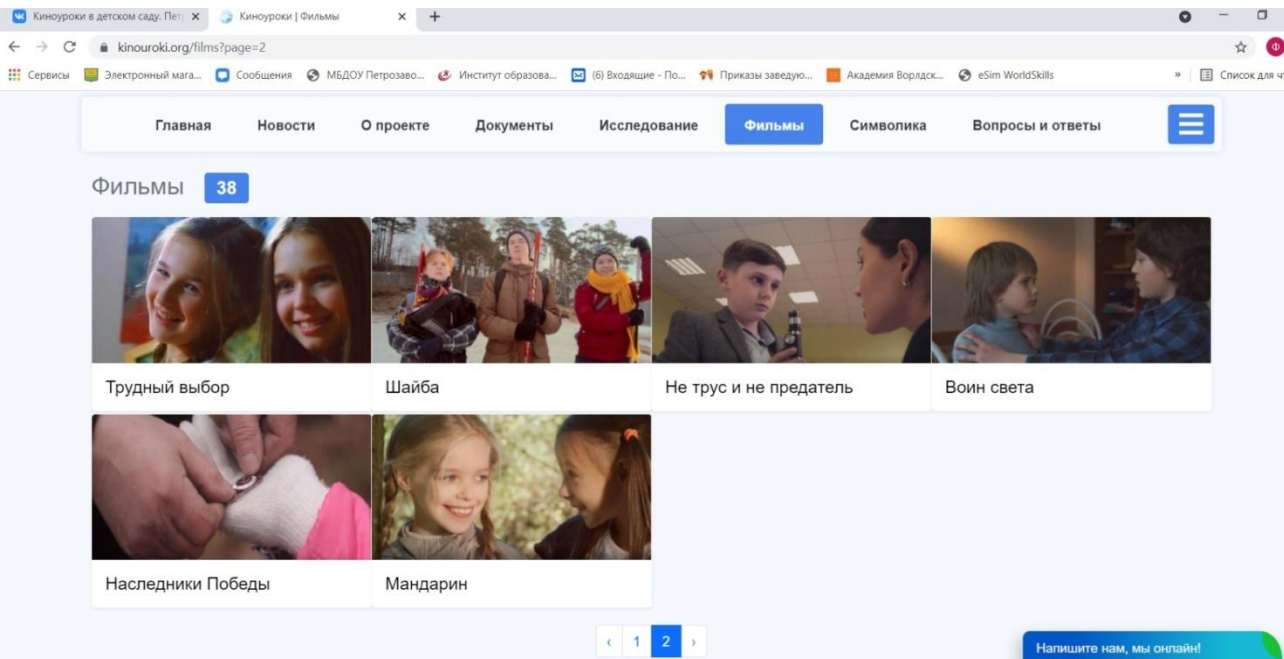 Киноуроки в детском саду. Пет
Киноуроки | Фильмы
kinouroki.org/films?page=2
Сервисы Электронный мага... Сообщения МБДОУ Петрозаво... Институт образова... (6) Входящие - По... Приказы заведую... Академия Ворлдск... eSim WorldSkills » Список для чт
Главная Новости О проекте Документы Исследование Фильмы Символика Вопросы и ответы
Фильмы 38
Трудный выбор Шайба Не трус и не предатель Воин света
Наследники Победы Мандарин
‹ 1 2 ›
Напишите нам, мы онлайн!